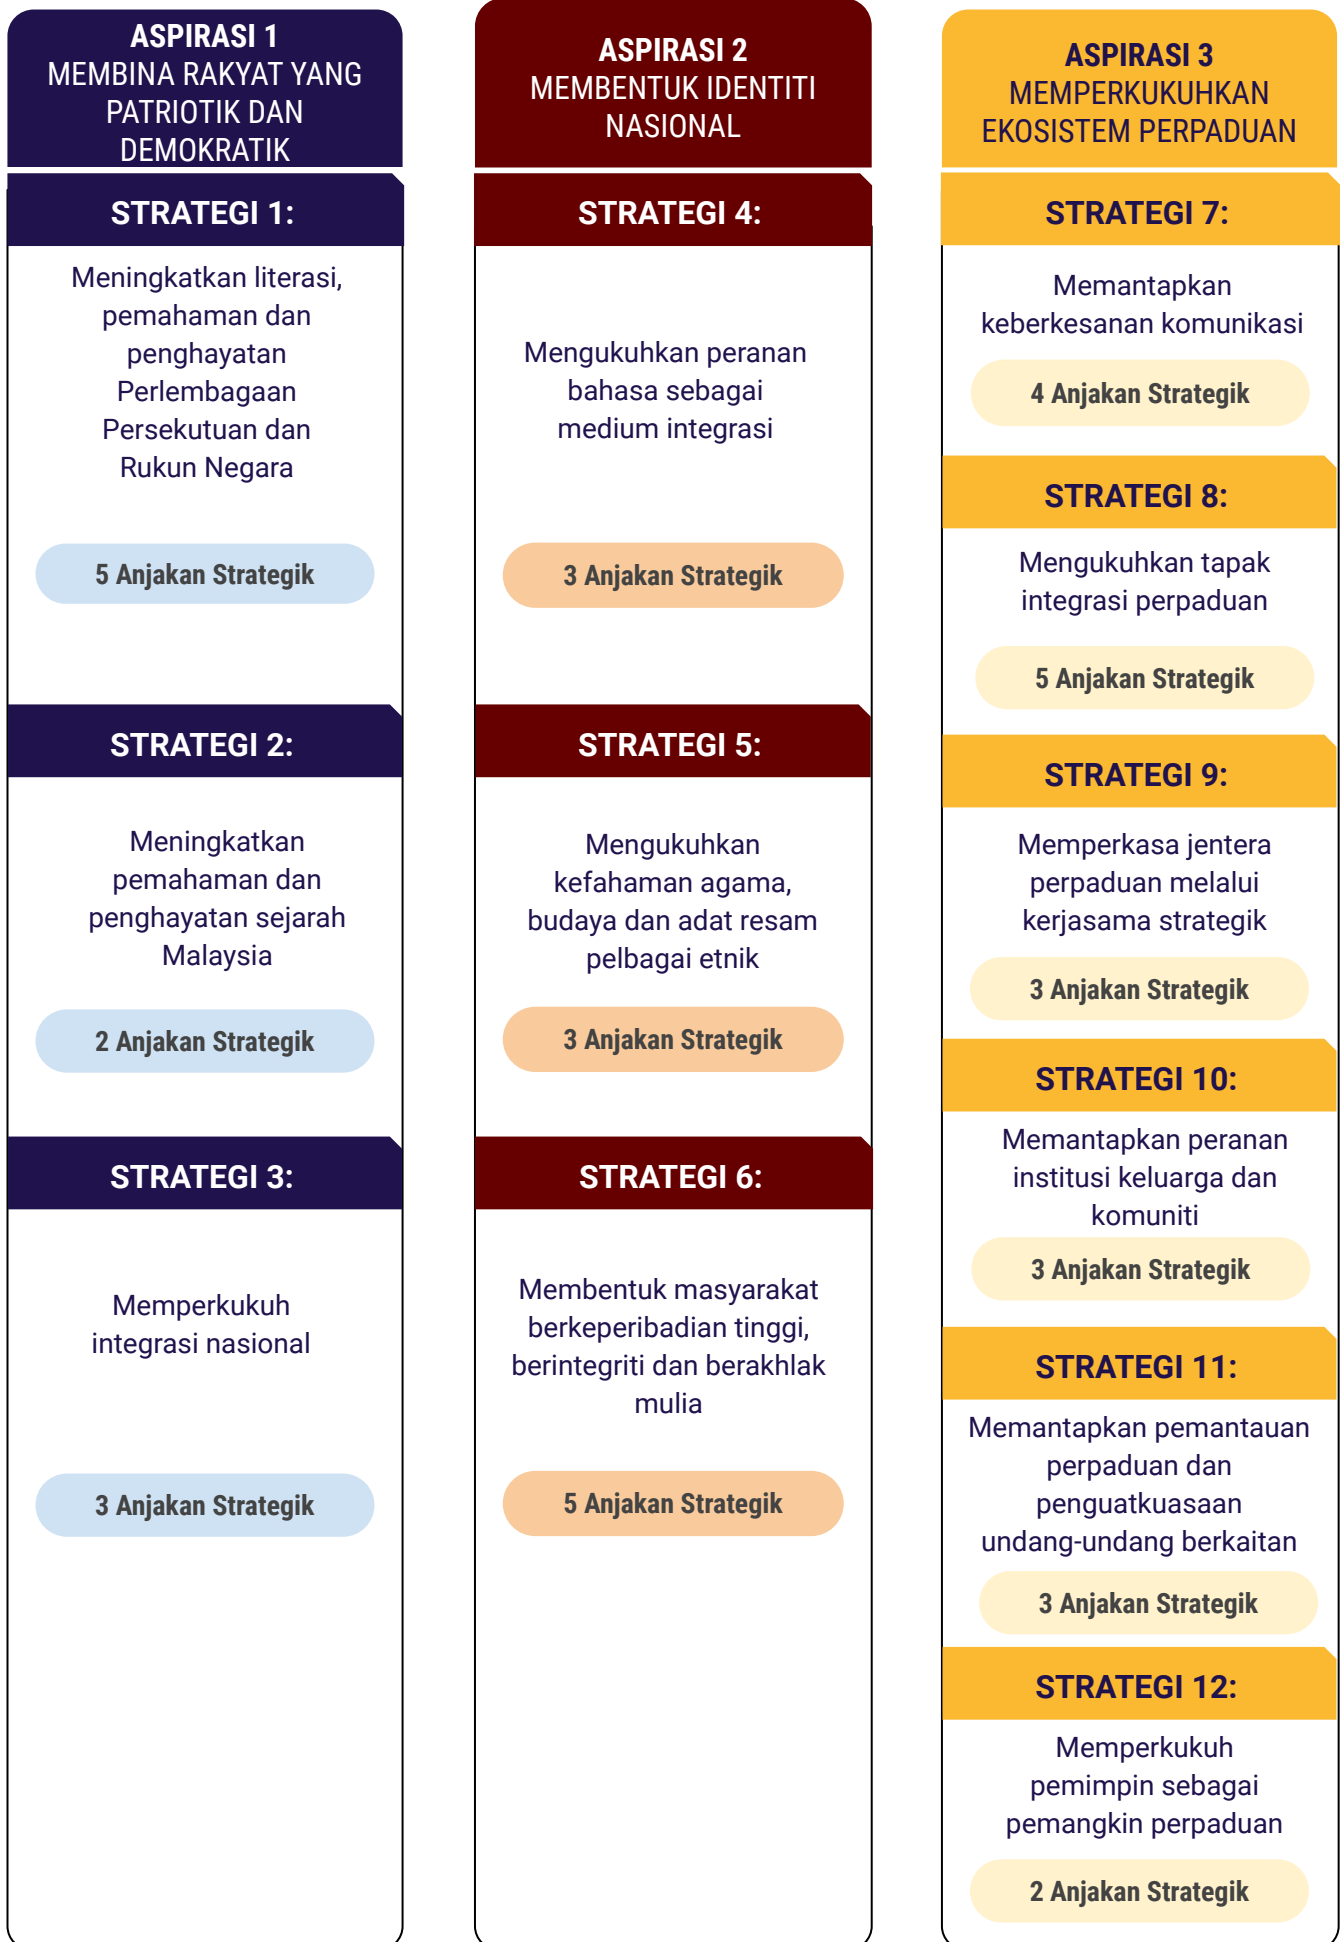 ASPIRASI 1
MEMBINA RAKYAT YANG
PATRIOTIK DAN
DEMOKRATIK
STRATEGI 1:
Meningkatkan literasi,
pemahaman dan
penghayatan
Perlembagaan
Persekutuan dan
Rukun Negara
5 Anjakan Strategik
STRATEGI 2:
Meningkatkan
pemahaman dan
penghayatan sejarah
Malaysia
2 Anjakan Strategik
STRATEGI 3:
Memperkukuh
integrasi nasional
3 Anjakan Strategik
ASPIRASI 2
MEMBENTUK IDENTITI
NASIONAL
STRATEGI 4:
Mengukuhkan peranan
bahasa sebagai
medium integrasi
3 Anjakan Strategik
STRATEGI 5:
Mengukuhkan
kefahaman agama,
budaya dan adat resam
pelbagai etnik
3 Anjakan Strategik
STRATEGI 6:
Membentuk masyarakat
berkeperibadian tinggi,
berintegriti dan berakhlak
mulia
5 Anjakan Strategik
ASPIRASI 3
MEMPERKUKUHKAN
EKOSISTEM PERPADUAN
STRATEGI 7:
Memantapkan
keberkesanan komunikasi
4 Anjakan Strategik
STRATEGI 8:
Mengukuhkan tapak
integrasi perpaduan
5 Anjakan Strategik
STRATEGI 9:
Memperkasa jentera
perpaduan melalui
kerjasama strategik
3 Anjakan Strategik
STRATEGI 10:
Memantapkan peranan
institusi keluarga dan
komuniti
3 Anjakan Strategik
STRATEGI 11:
Memantapkan pemantauan
perpaduan dan
penguatkuasaan
undang-undang berkaitan
3 Anjakan Strategik
STRATEGI 12:
Memperkukuh
pemimpin sebagai
pemangkin perpaduan
2 Anjakan Strategik